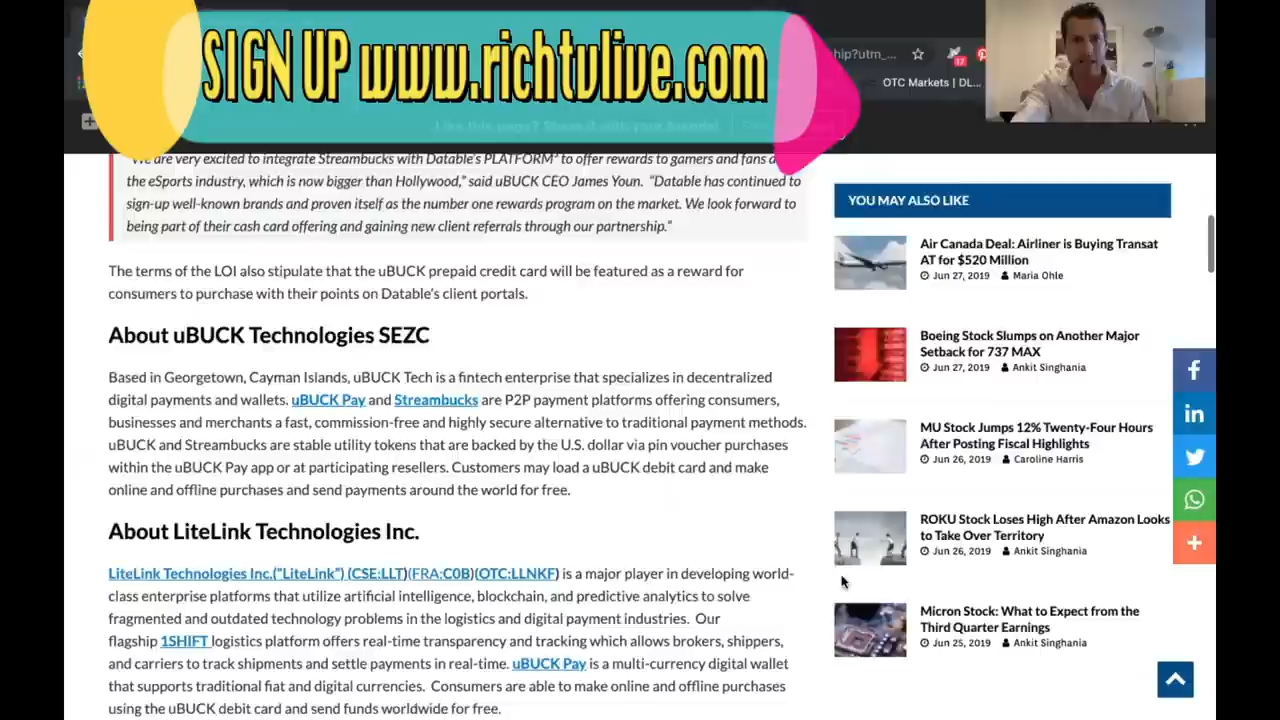 SIGN UP www.richtvlive.com
hip?utm_...
17
OTC Markets | DL...
"We are very excited to integrate Streambucks with Datable's PLATFORM³ to offer rewards to gamers and fans
the eSports industry, which is now bigger than Hollywood," said uBUCK CEO James Youn. "Datable has continued to
sign-up well-known brands and proven itself as the number one rewards program on the market. We look forward to
being part of their cash card offering and gaining new client referrals through our partnership."
The terms of the LOI also stipulate that the uBUCK prepaid credit card will be featured as a reward for
consumers to purchase with their points on Datable's client portals.
About uBUCK Technologies SEZC
Based in Georgetown, Cayman Islands, uBUCK Tech is a fintech enterprise that specializes in decentralized
digital payments and wallets. uBUCK Pay and Streambucks are P2P payment platforms offering consumers,
businesses and merchants a fast, commission-free and highly secure alternative to traditional payment methods.
uBUCK and Streambucks are stable utility tokens that are backed by the U.S. dollar via pin voucher purchases
within the uBUCK Pay app or at participating resellers. Customers may load a uBUCK debit card and make
online and offline purchases and send payments around the world for free.
About LiteLink Technologies Inc.
LiteLink Technologies Inc.("LiteLink") (CSE:LLT)(FRA:C0B)(OTC:LLNKF) is a major player in developing world-
class enterprise platforms that utilize artificial intelligence, blockchain, and predictive analytics to solve
fragmented and outdated technology problems in the logistics and digital payment industries. Our
flagship 1SHIFT logistics platform offers real-time transparency and tracking which allows brokers, shippers,
and carriers to track shipments and settle payments in real-time. uBUCK Pay is a multi-currency digital wallet
that supports traditional fiat and digital currencies. Consumers are able to make online and offline purchases
using the uBUCK debit card and send funds worldwide for free.
YOU MAY ALSO LIKE
Air Canada Deal: Airliner is Buying Transat
AT for $520 Million
Jun 27, 2019 Maria Ohle
Boeing Stock Slumps on Another Major
Setback for 737 MAX
Jun 27, 2019 Ankit Singhania
MU Stock Jumps 12% Twenty-Four Hours
After Posting Fiscal Highlights
Jun 26, 2019 Caroline Harris
ROKU Stock Loses High After Amazon Looks
to Take Over Territory
Jun 26, 2019 Ankit Singhania
Micron Stock: What to Expect from the
Third Quarter Earnings
Jun 25, 2019 Ankit Singhania